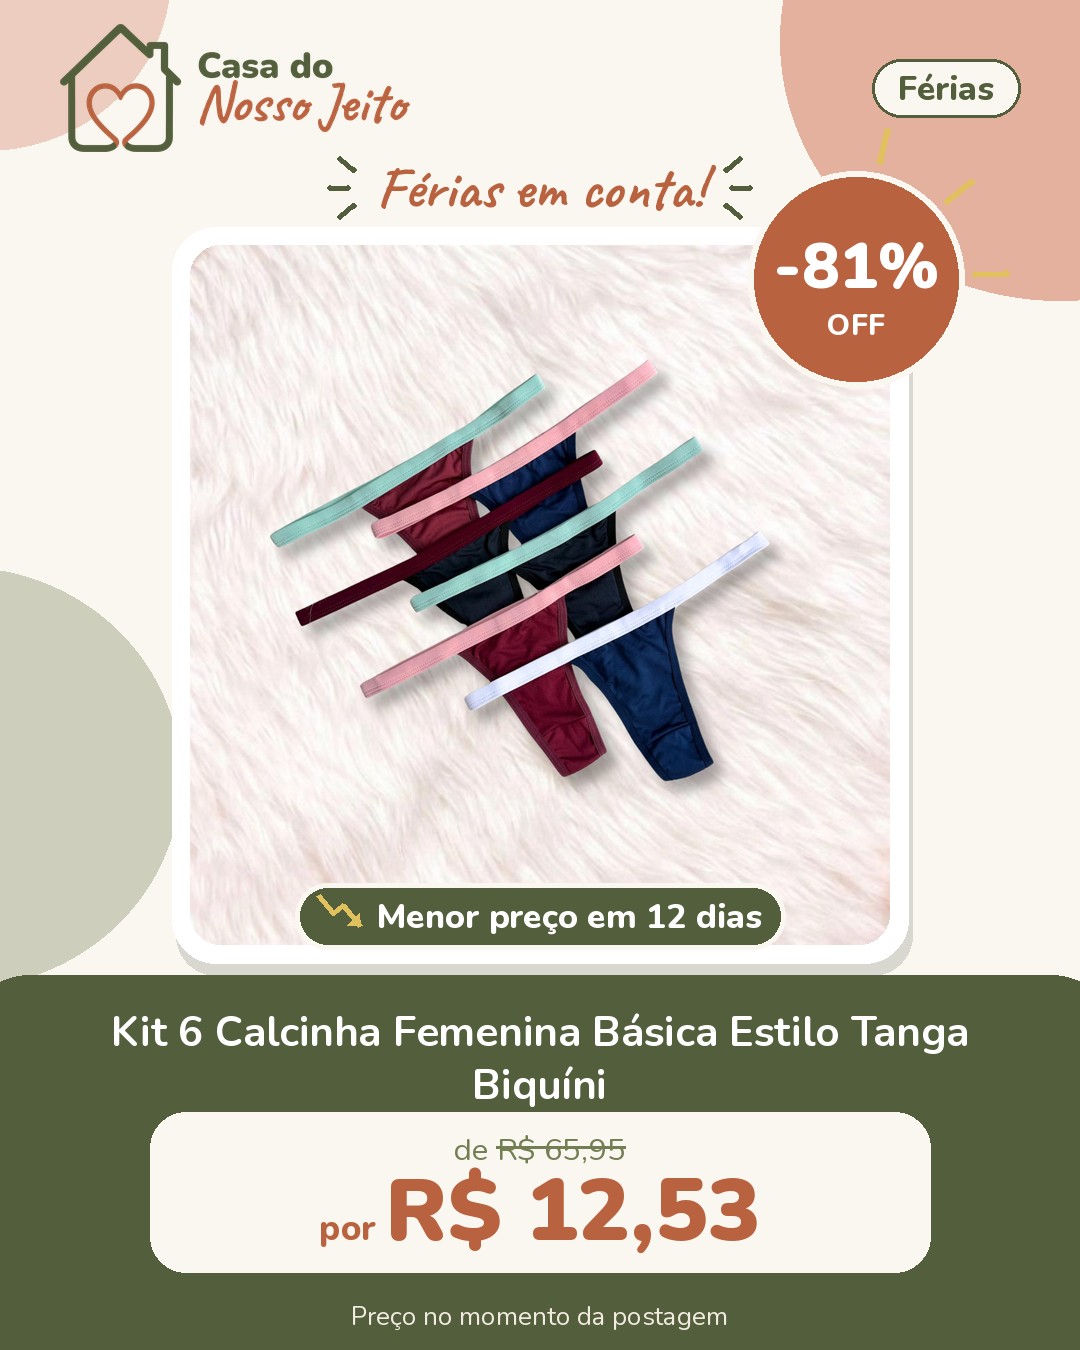 Casa do
Nosso Jeito
Férias
Férias em conta!
-81%
OFF
Menor preço em 12 dias
Kit 6 Calcinha Femenina Básica Estilo Tanga
Biquíni
de R$ 65,95
por R$ 12,53
Preço no momento da postagem